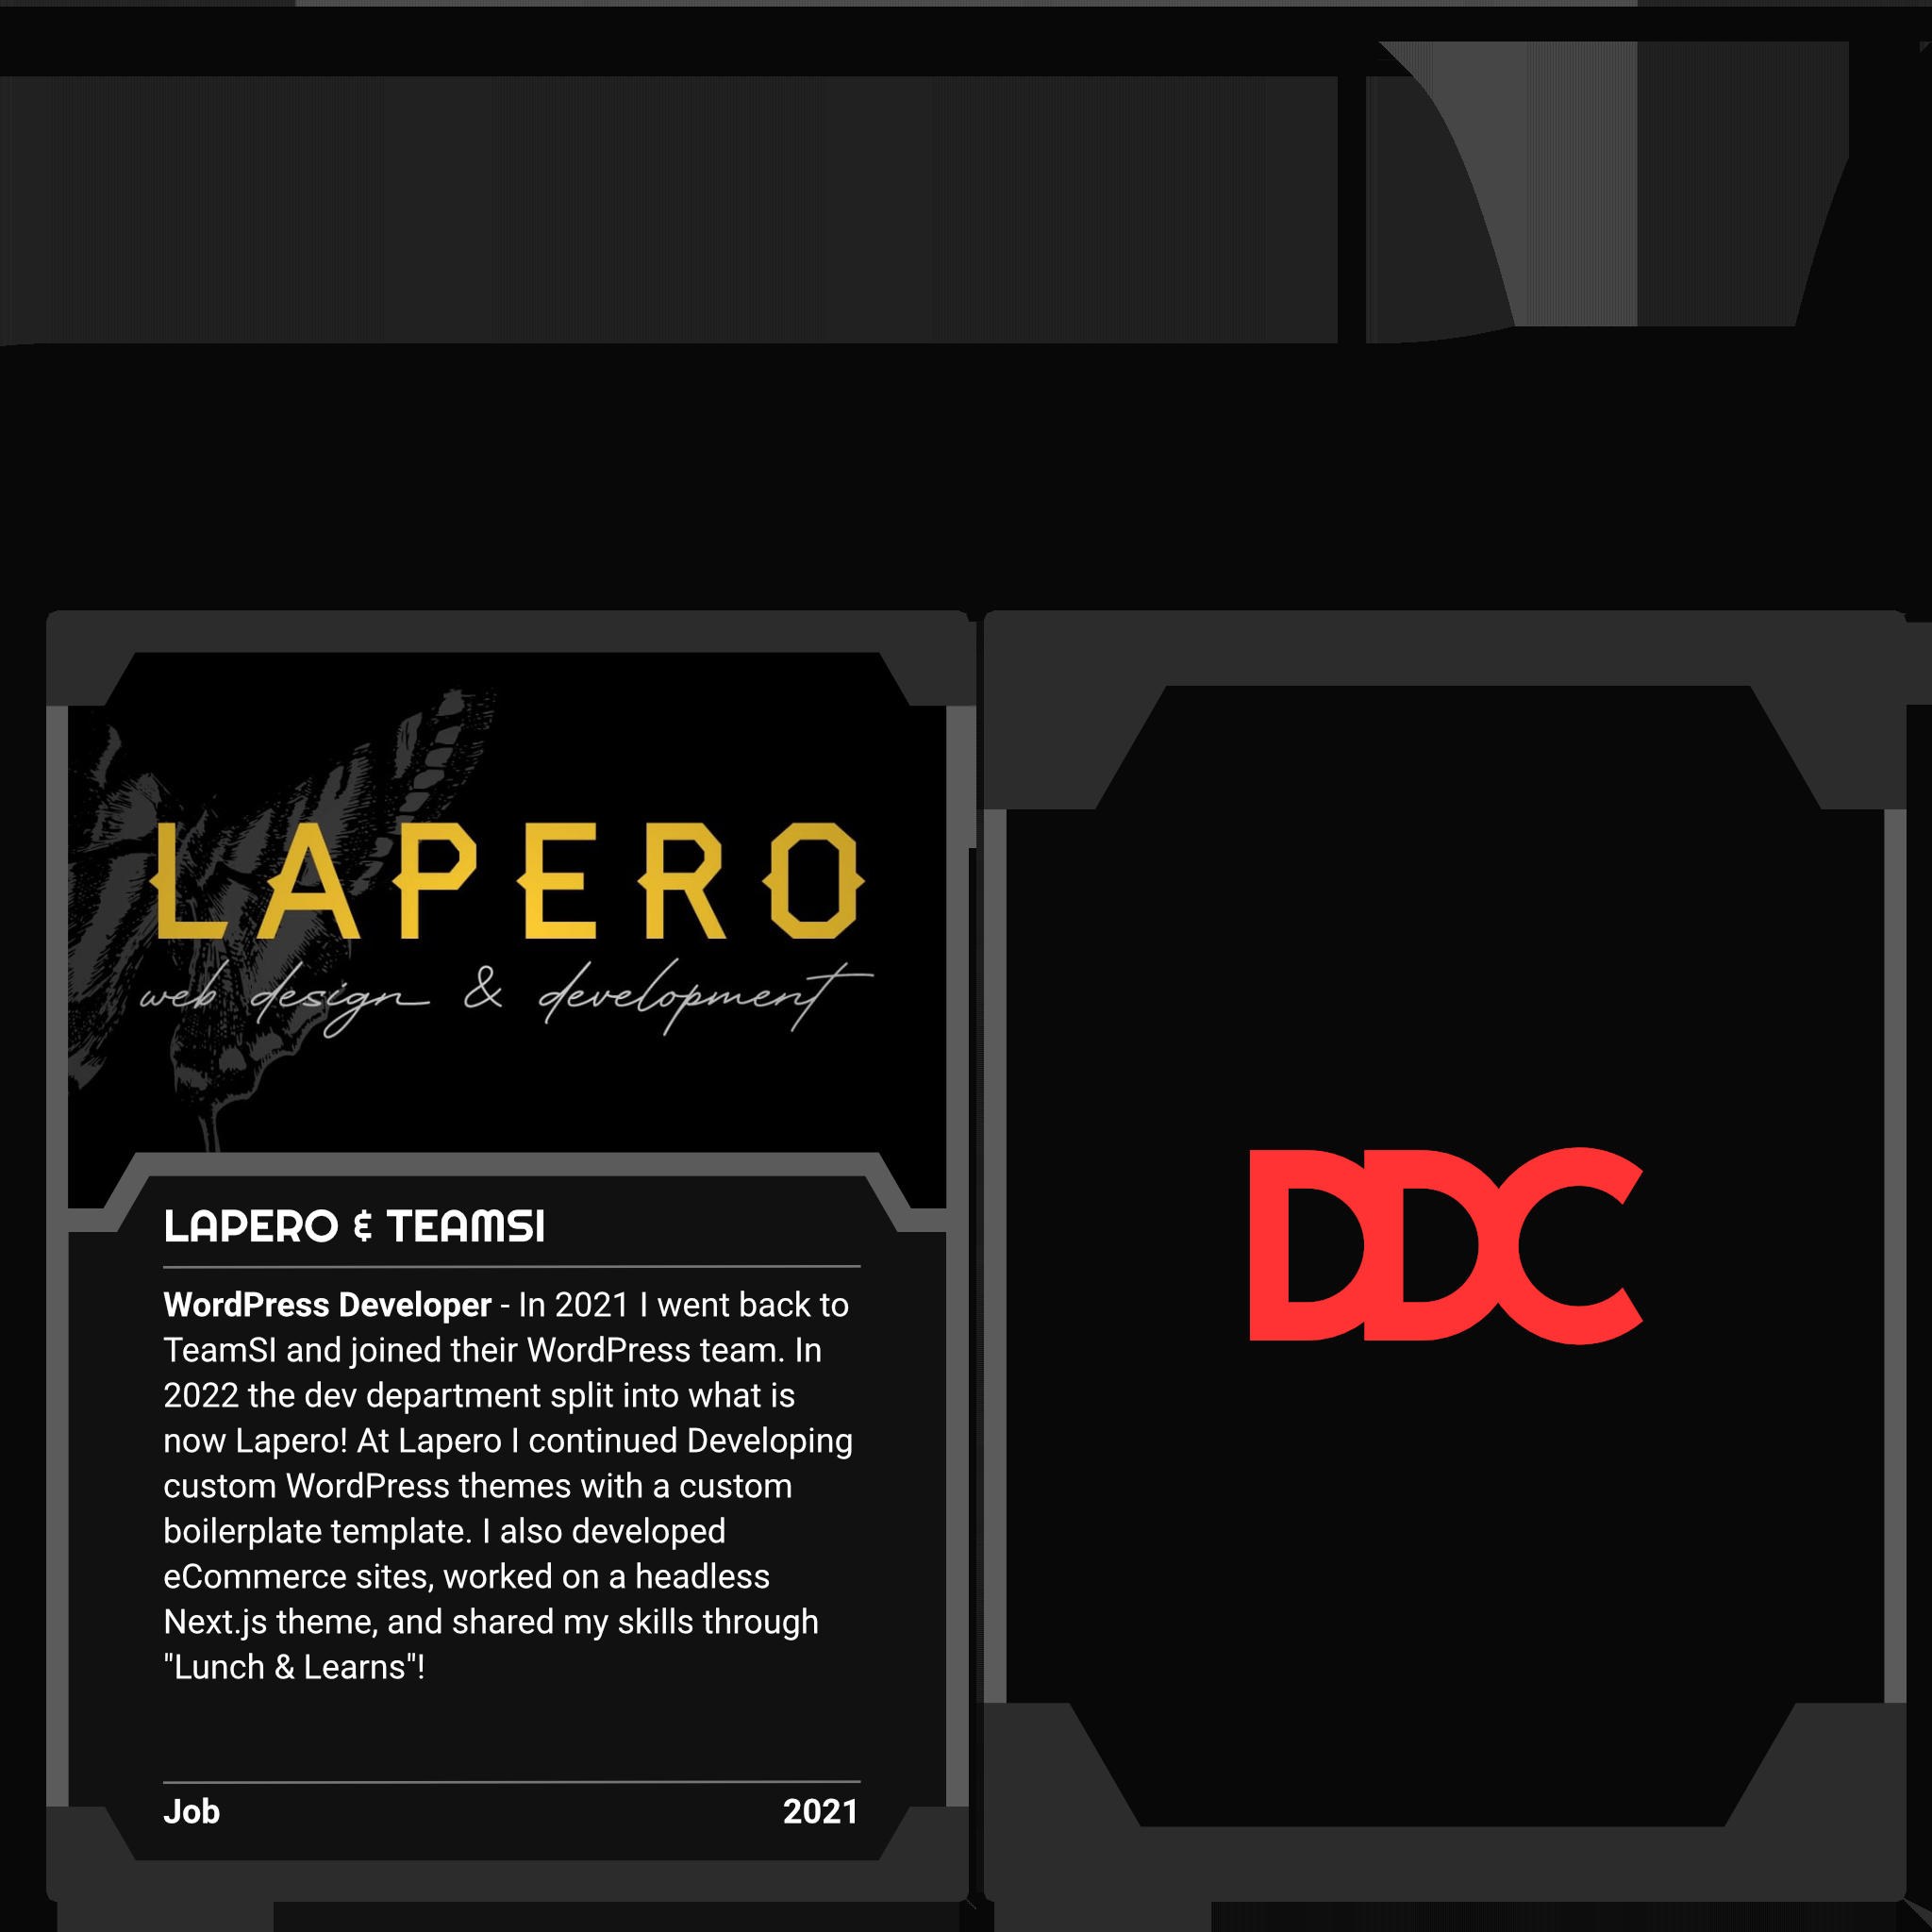 LAPERO
web design & development
LAPERO & TEAMSI
WordPress Developer - In 2021 I went back to
TeamSI and joined their WordPress team. In
2022 the dev department split into what is
now Lapero! At Lapero I continued Developing
custom WordPress themes with a custom
boilerplate template. I also developed
eCommerce sites, worked on a headless
Next.js theme, and shared my skills through
"Lunch & Learns"!
Job 2021
DDC